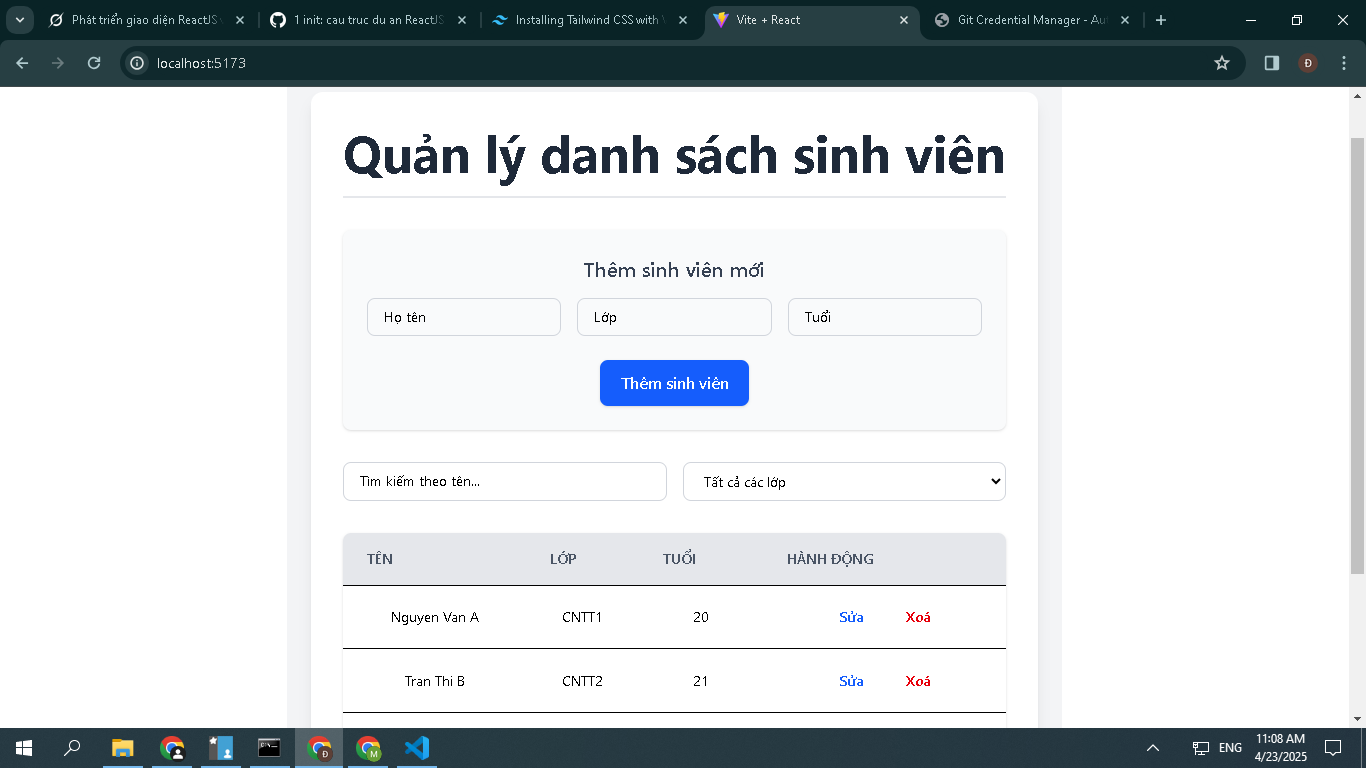 Phát triển giao diện ReactJS v
1 init: cau truc du an ReactJS
Installing Tailwind CSS with V
Vite + React
Git Credential Manager - Aut
localhost:5173
Đ
Quản lý danh sách sinh viên
Thêm sinh viên mới
Họ tên Lớp Tuổi
Thêm sinh viên
Tìm kiếm theo tên... Tất cả các lớp
TÊN LỚP TUỔI HÀNH ĐỘNG
Nguyen Van A CNTT1 20 Sửa Xoá
Tran Thi B CNTT2 21 Sửa Xoá
Đ M ENG 11:08 AM
4/23/2025